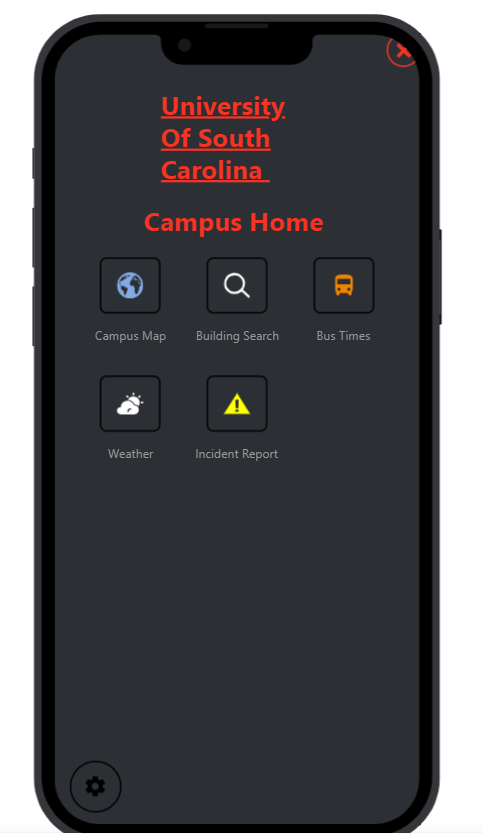 University
Of South
Carolina
Campus Home
Campus Map Building Search Bus Times
Weather Incident Report